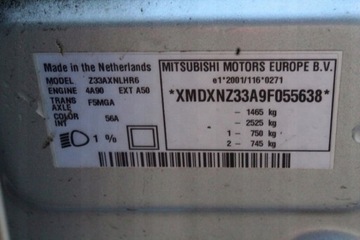 Made in the Netherlands
MODEL Z33AXNLHR6
ENGINE 4A90 EXT A50
TRANS AXLE F5MGA
COLOR INT 56A
1 %
MITSUBISHI MOTORS EUROPE B.V.
e1*2001/116*0271
*XMDXNZ33A9F055638*
- 1465 kg
- 2525 kg
1 - 750 kg
2 - 745 kg